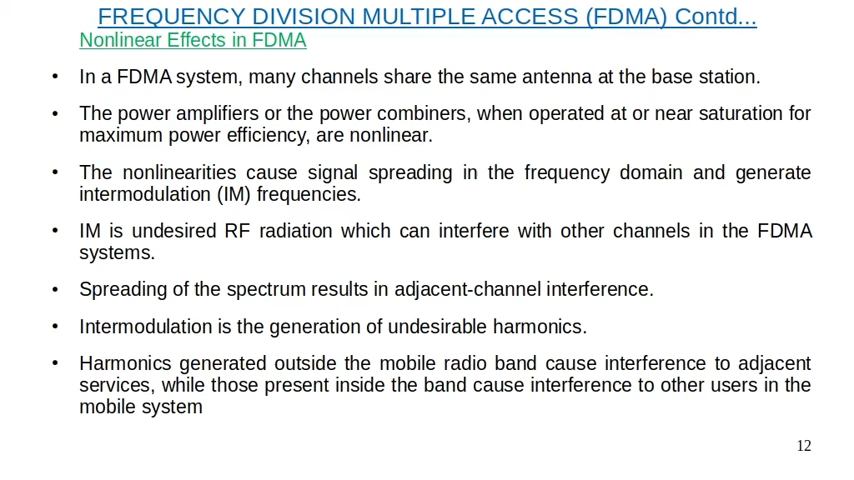 FREQUENCY DIVISION MULTIPLE ACCESS (FDMA) Contd...
Nonlinear Effects in FDMA
• In a FDMA system, many channels share the same antenna at the base station.
• The power amplifiers or the power combiners, when operated at or near saturation for
maximum power efficiency, are nonlinear.
• The nonlinearities cause signal spreading in the frequency domain and generate
intermodulation (IM) frequencies.
• IM is undesired RF radiation which can interfere with other channels in the FDMA
systems.
• Spreading of the spectrum results in adjacent-channel interference.
• Intermodulation is the generation of undesirable harmonics.
• Harmonics generated outside the mobile radio band cause interference to adjacent
services, while those present inside the band cause interference to other users in the
mobile system
12